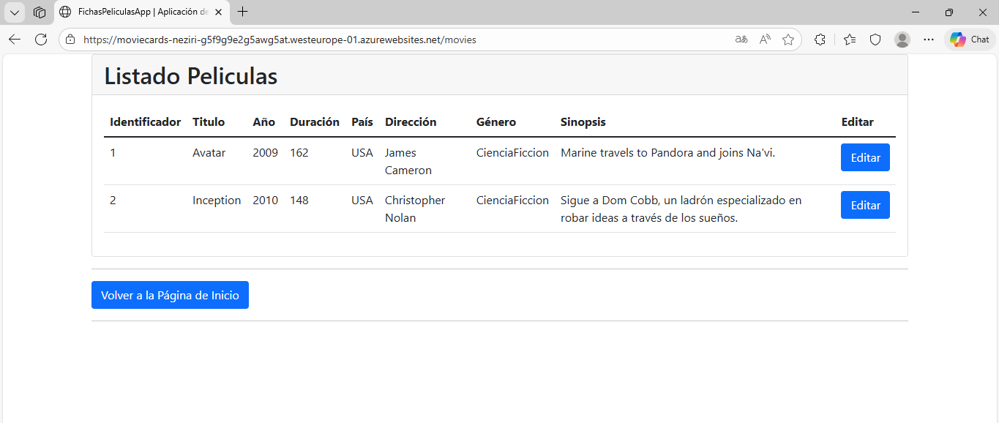 FichasPeliculasApp | Aplicación de
https://moviecards-neziri-g5f9g9e2g5awg5at.westeurope-01.azurewebsites.net/movies
aあ
A
Chat
Listado Peliculas
Identificador Titulo Año Duración País Dirección Género Sinopsis Editar
1 Avatar 2009 162 USA James Cameron CienciaFiccion Marine travels to Pandora and joins Na'vi. Editar
2 Inception 2010 148 USA Christopher Nolan CienciaFiccion Sigue a Dom Cobb, un ladrón especializado en robar ideas a través de los sueños. Editar
Volver a la Página de Inicio